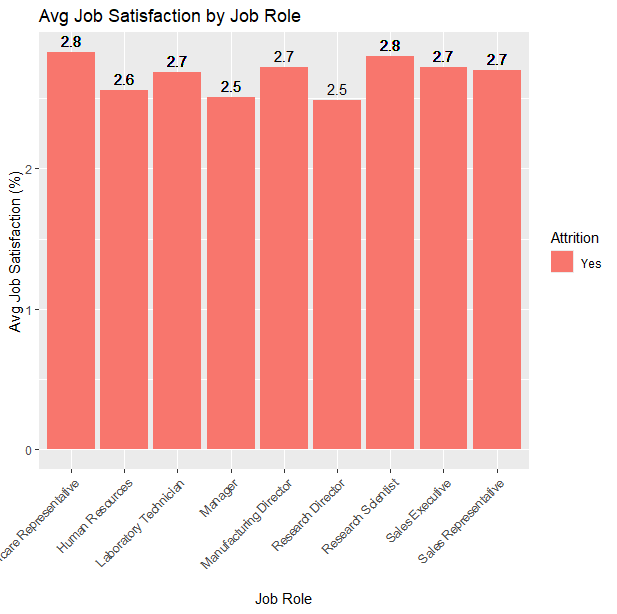 Avg Job Satisfaction by Job Role
2.8
2.6
2.7
2.5
2.7
2.5
2.8
2.7
2.7
Avg Job Satisfaction (%)
2
1
0
Attrition
Yes
Representative
Human Resources
Laboratory Technician
Manager
Manufacturing Director
Research Director
Research Scientist
Sales Executive
Sales Representative
Job Role